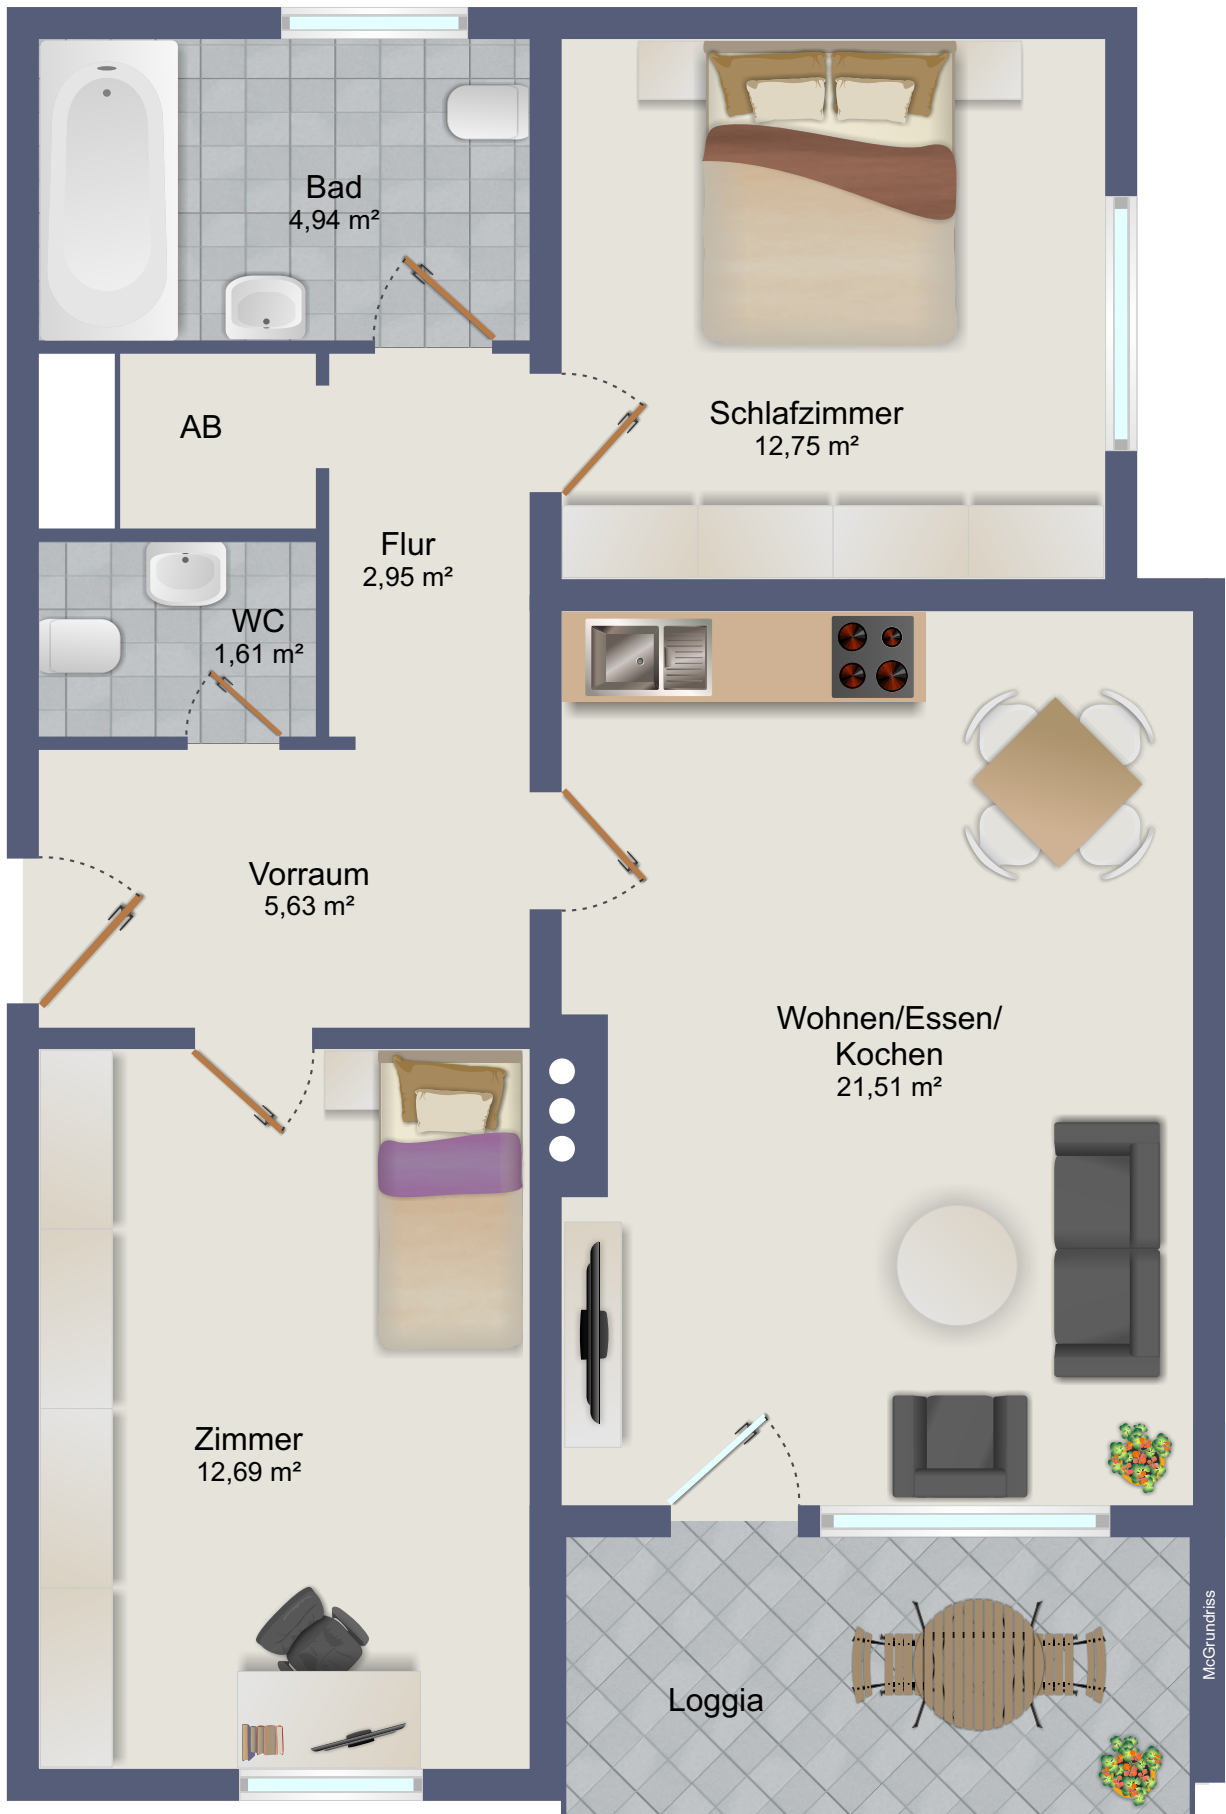 Bad
4,94 m²
AB
Schlafzimmer
12,75 m²
Flur
2,95 m²
WC
1,61 m²
Vorraum
5,63 m²
Wohnen/Essen/
Kochen
21,51 m²
Zimmer
12,69 m²
Loggia
McGrundriss